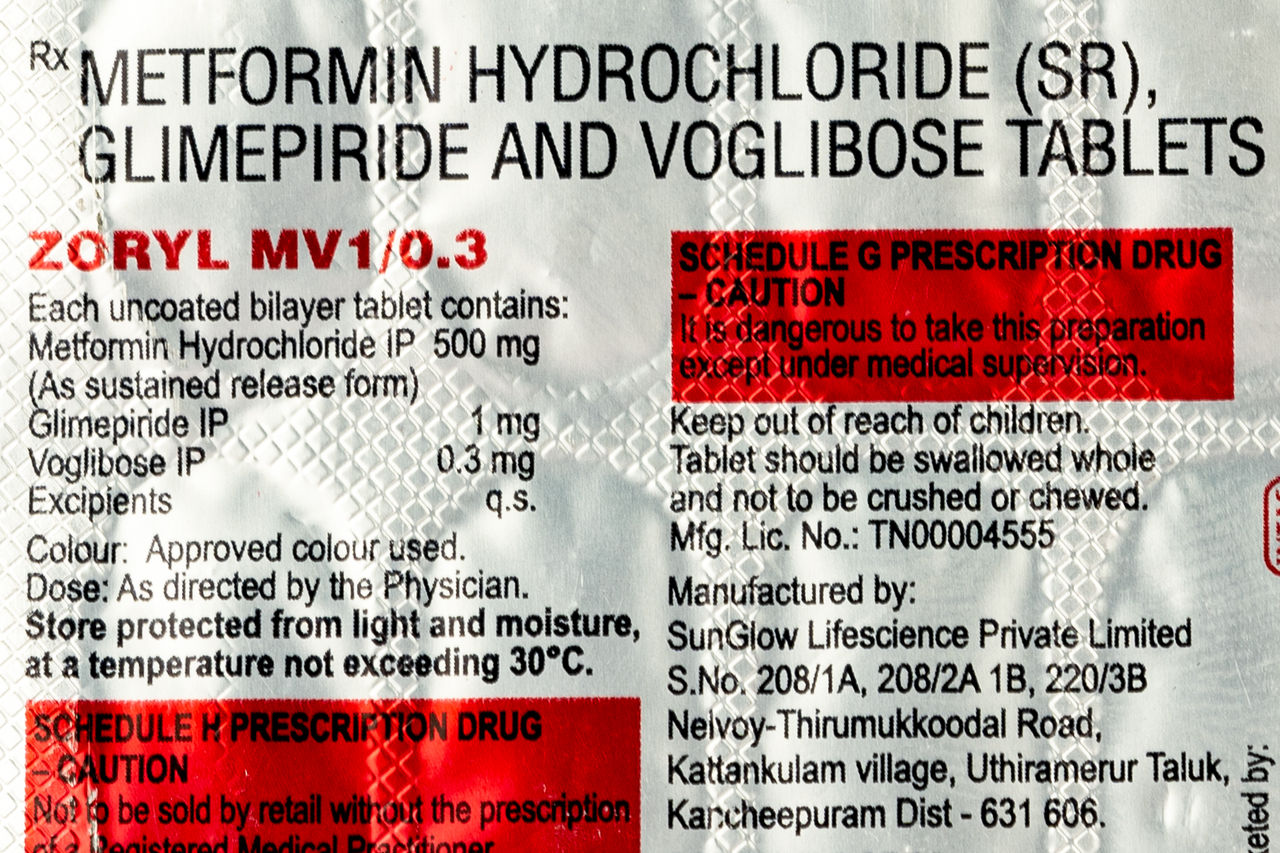 Rx METFORMIN HYDROCHLORIDE (SR),
GLIMEPIRIDE AND VOGLIBOSE TABLETS
ZORYL MV1/0.3
Each uncoated bilayer tablet contains:
Metformin Hydrochloride IP 500 mg
(As sustained release form)
Glimepiride IP 1 mg
Voglibose IP 0.3 mg
Excipients q.s.
Colour: Approved colour used.
Dose: As directed by the Physician.
Store protected from light and moisture,
at a temperature not exceeding 30°C.
SCHEDULE H PRESCRIPTION DRUG
– CAUTION
Not to be sold by retail without the prescription
of a Registered Medical Practitioner
SCHEDULE G PRESCRIPTION DRUG
– CAUTION
It is dangerous to take this preparation
except under medical supervision.
Keep out of reach of children.
Tablet should be swallowed whole
and not to be crushed or chewed.
Mfg. Lic. No.: TN00004555
Manufactured by:
SunGlow Lifescience Private Limited
S.No. 208/1A, 208/2A 1B, 220/3B
Nelvoy-Thirumukkoodal Road,
Kattankulam village, Uthiramerur Taluk,
Kancheepuram Dist - 631 606.
by: